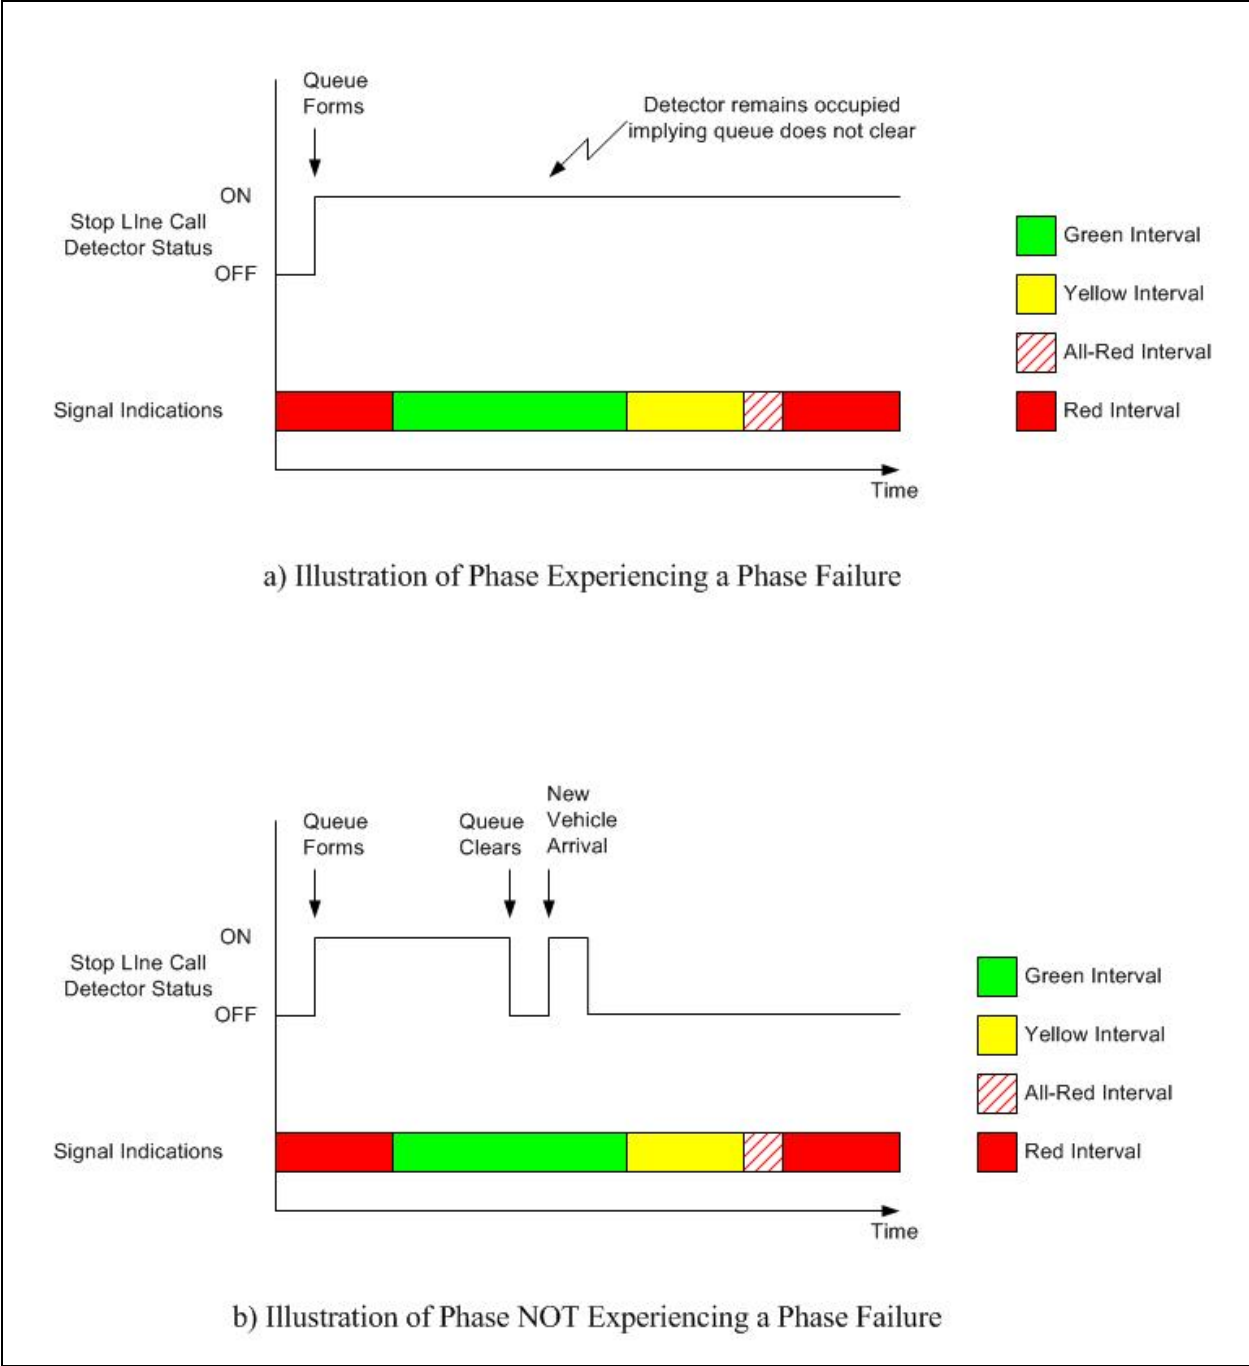 Queue
Forms
Detector remains occupied
implying queue does not clear
ON
Stop LIne Call
Detector Status
OFF
Green Interval
Yellow Interval
All-Red Interval
Red Interval
Signal Indications
Time
a) Illustration of Phase Experiencing a Phase Failure
Queue
Forms
Queue
Clears
New
Vehicle
Arrival
ON
Stop LIne Call
Detector Status
OFF
Green Interval
Yellow Interval
All-Red Interval
Red Interval
Signal Indications
Time
b) Illustration of Phase NOT Experiencing a Phase Failure